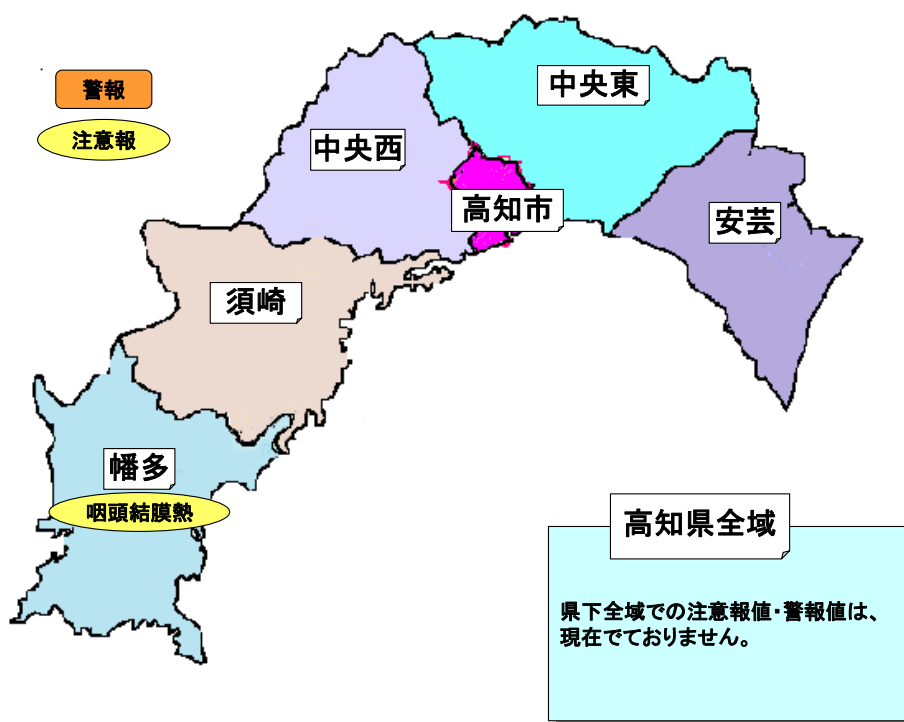 警報
注意報
中央東
中央西
高知市
安芸
須崎
幡多
咽頭結膜熱
高知県全域
県下全域での注意報値・警報値は、
現在でておりません。